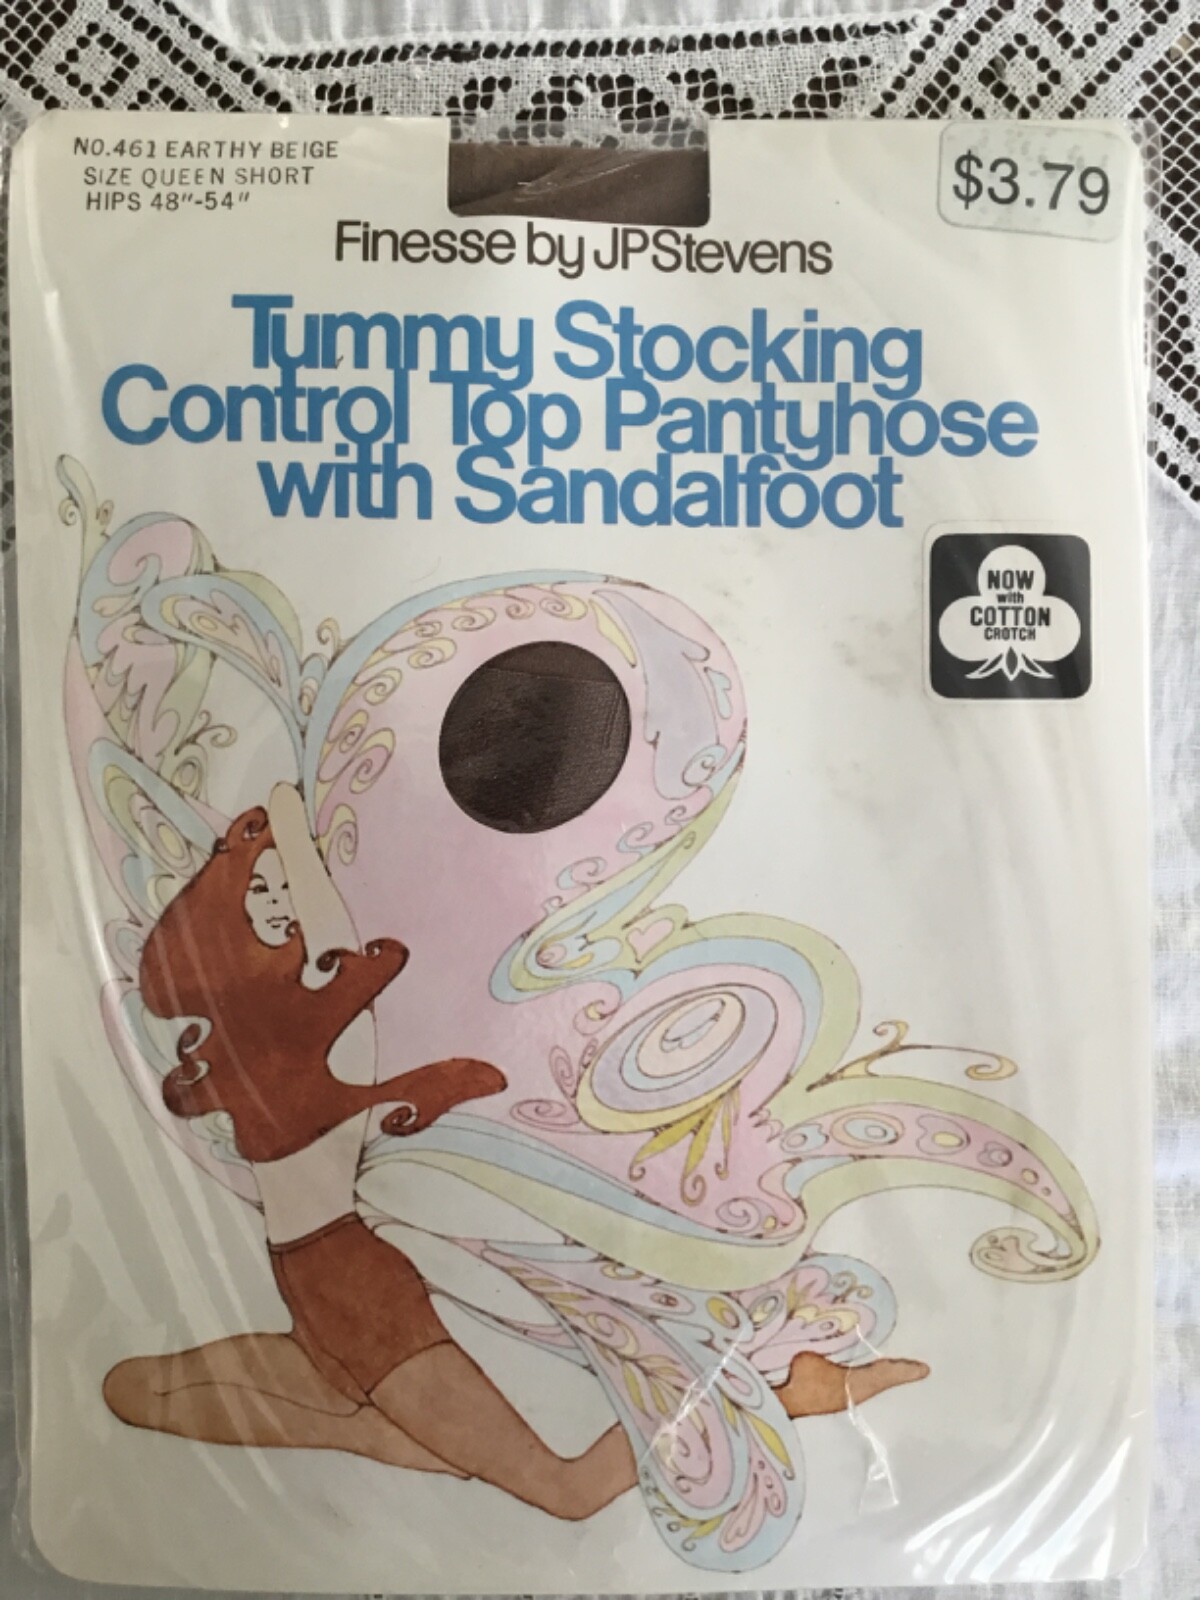 NO.461 EARTHY BEIGE
SIZE QUEEN SHORT
HIPS 48"-54"
$3.79
Finesse by JPStevens
Tummy Stocking
Control Top Pantyhose
with Sandalfoot
NOW
with
COTTON
CROTCH